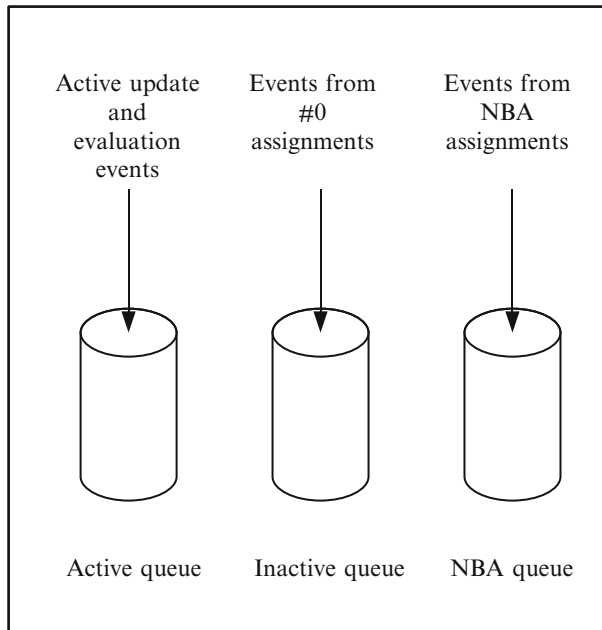 Active update
and
evaluation
events
Events from
#0
assignments
Events from
NBA
assignments
Active queue
Inactive queue
NBA queue